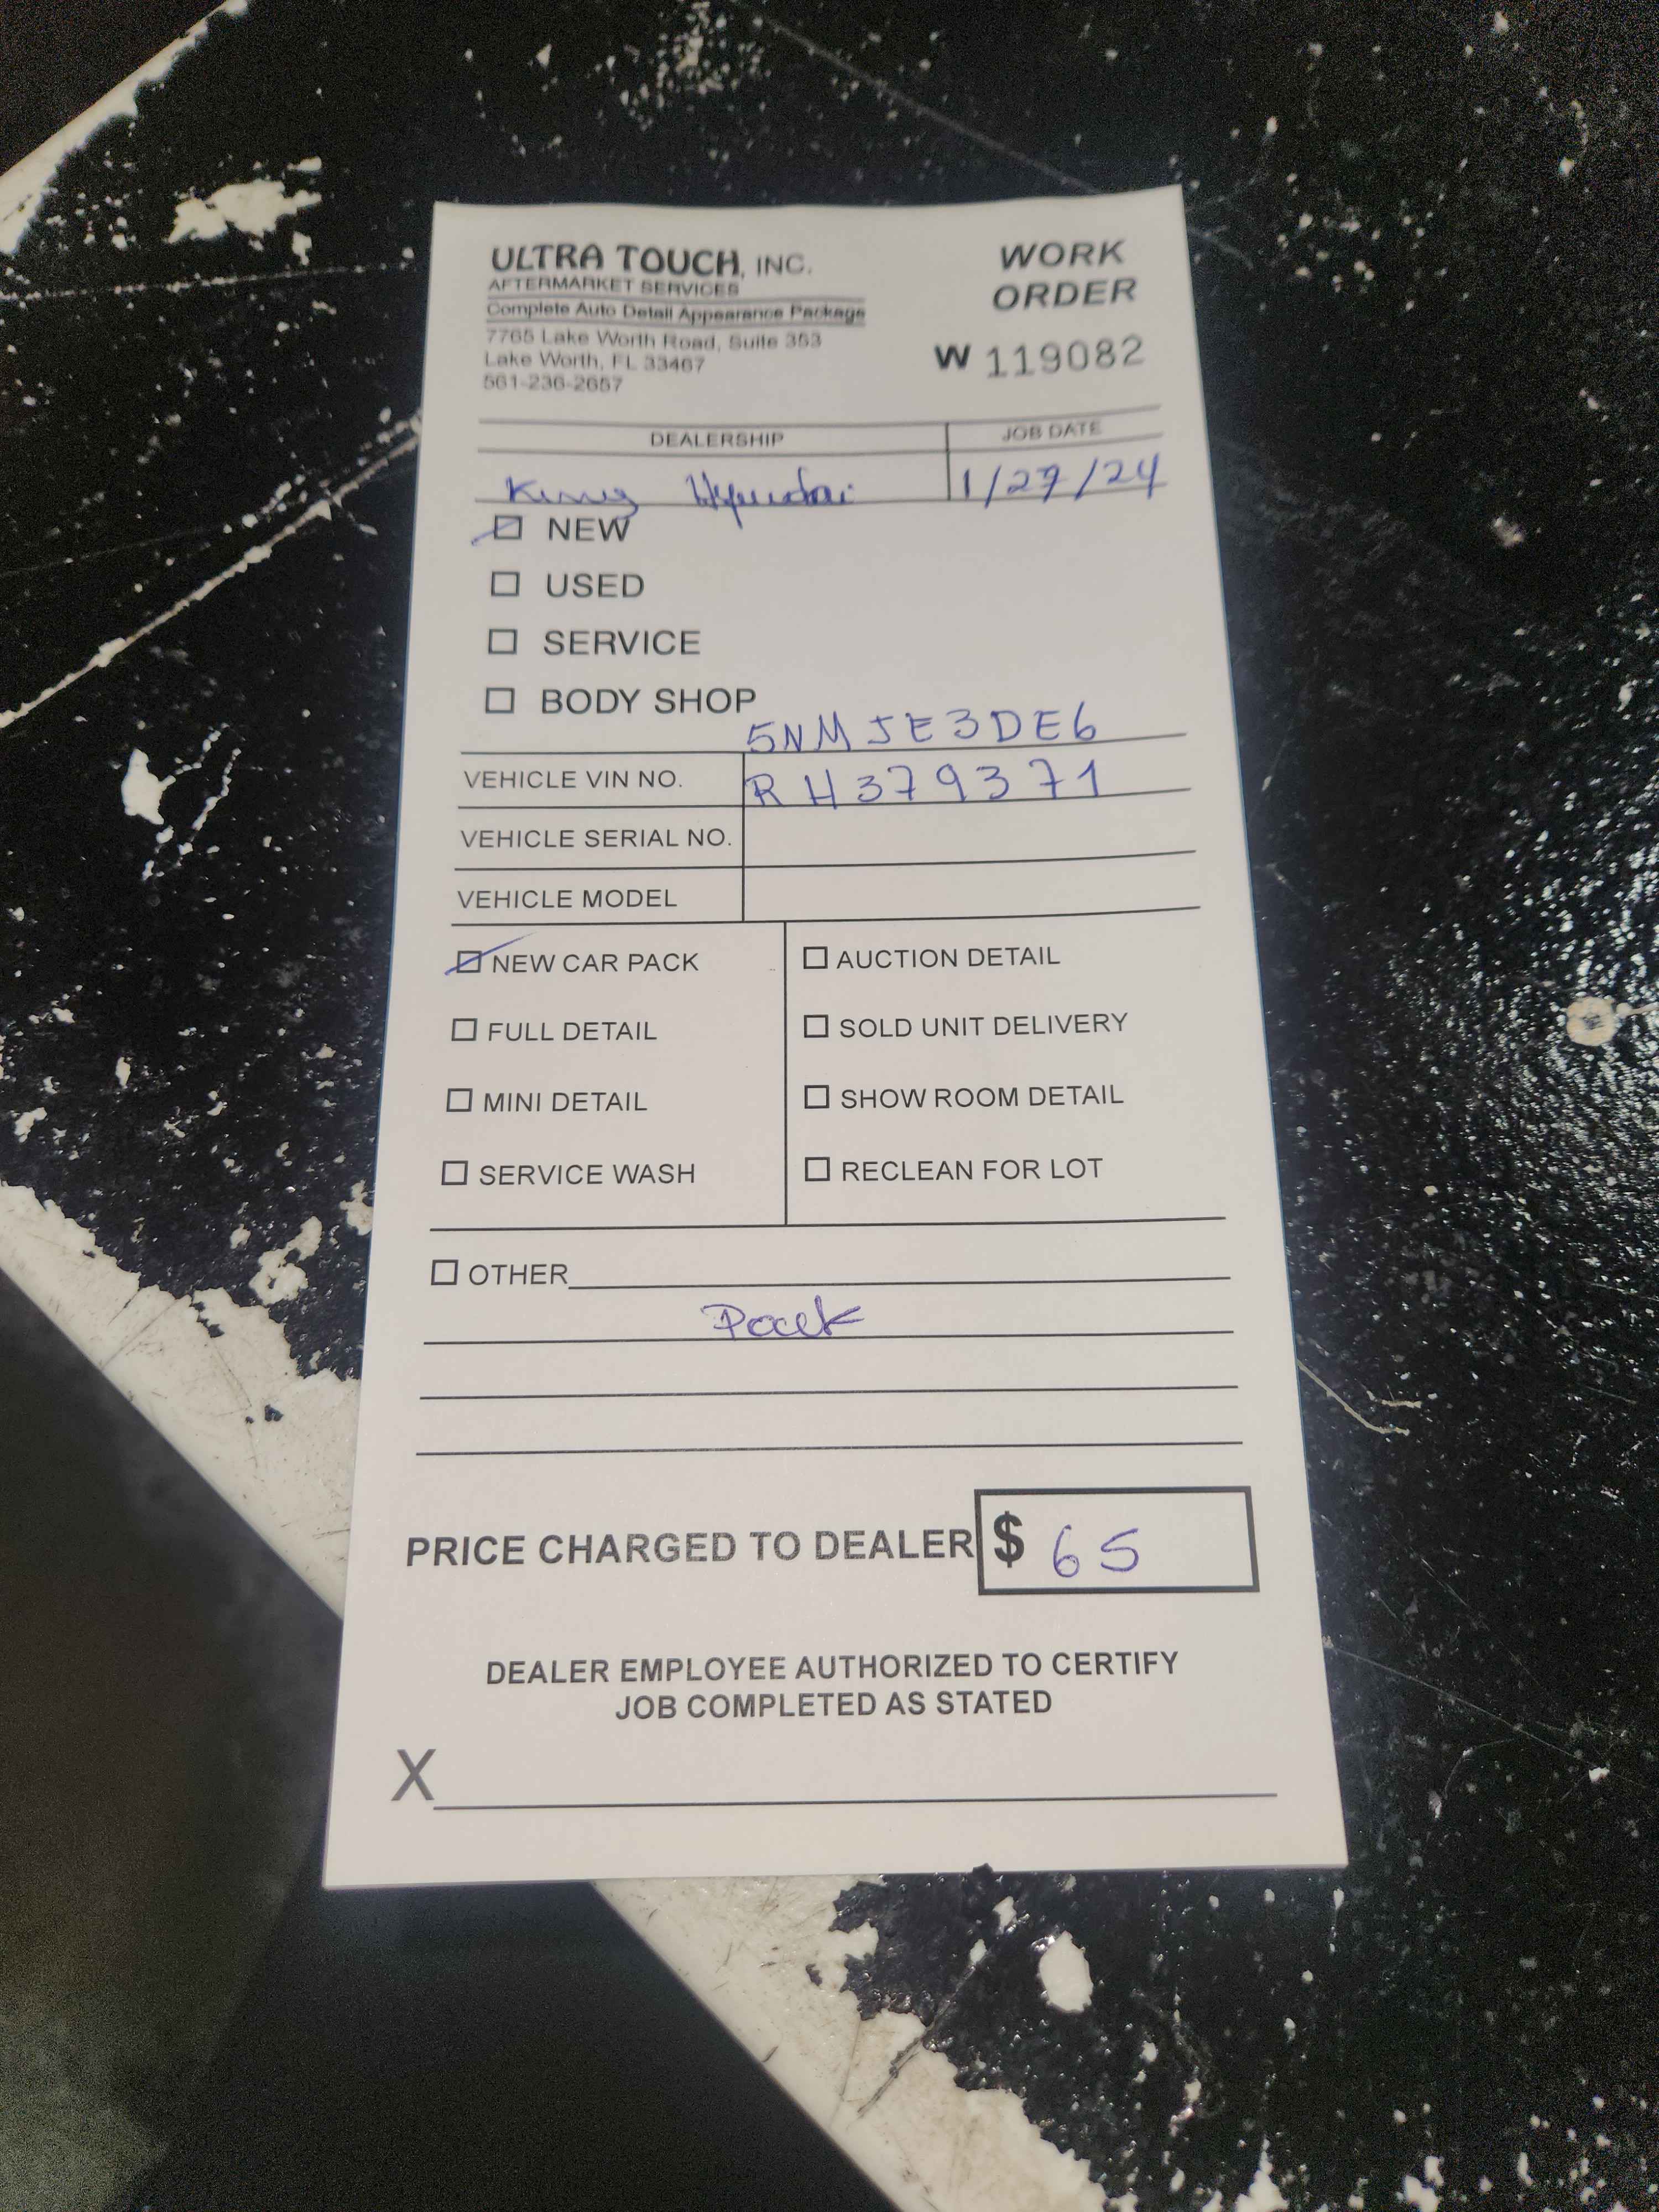 ULTRA TOUCH, INC.
AFTERMARKET SERVICES
Complete Auto Detail Appearance Package
7765 Lake Worth Road, Suite 353
Lake Worth, FL 33467
561-236-2657
WORK
ORDER
W 119082
DEALERSHIP JOB DATE
King Hyundai 1/27/24
NEW
USED
SERVICE
BODY SHOP
5NMJE3DE6
VEHICLE VIN NO. RH379371
VEHICLE SERIAL NO.
VEHICLE MODEL
NEW CAR PACK AUCTION DETAIL
FULL DETAIL SOLD UNIT DELIVERY
MINI DETAIL SHOW ROOM DETAIL
SERVICE WASH RECLEAN FOR LOT
OTHER
Pack
PRICE CHARGED TO DEALER $ 65
DEALER EMPLOYEE AUTHORIZED TO CERTIFY
JOB COMPLETED AS STATED
X